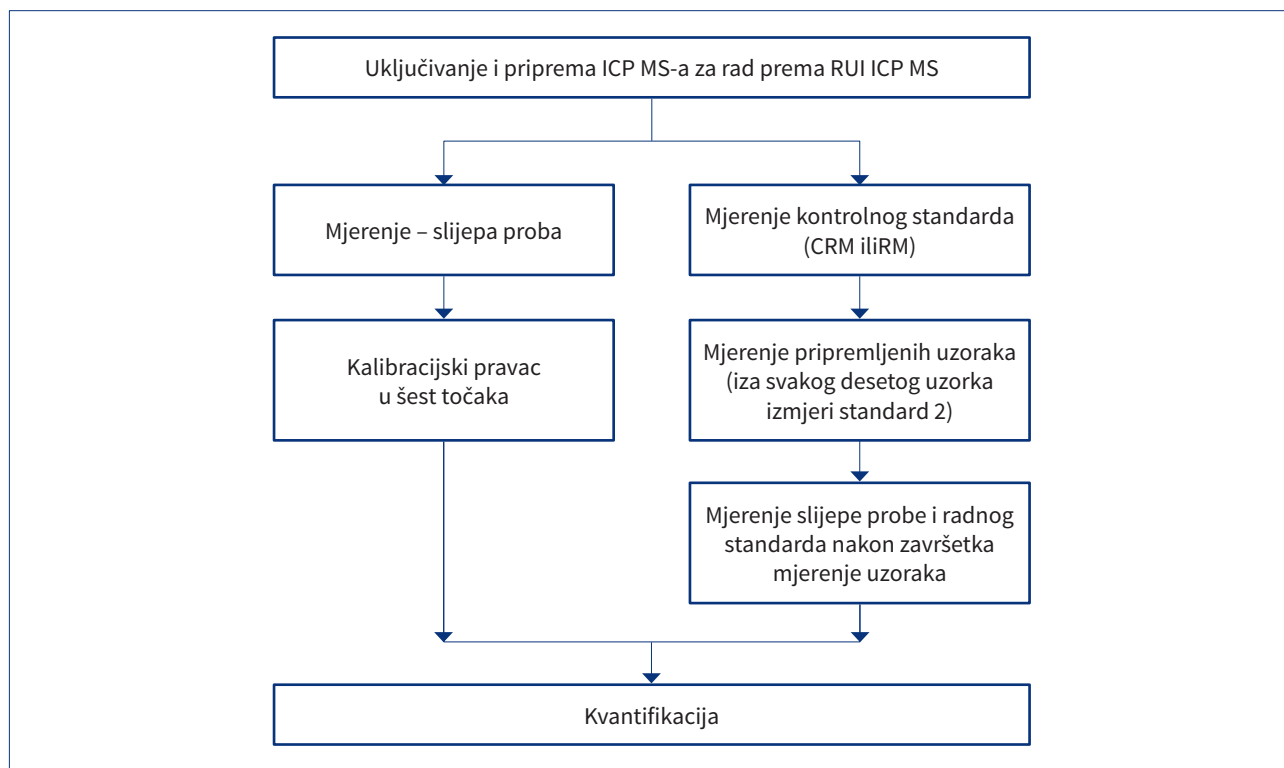 Uključivanje i priprema ICP MS-a za rad prema RUI ICP MS
Mjerenje – slijepa proba
Kalibracijski pravac
u šest točaka
Mjerenje kontrolnog standarda
(CRM iliRM)
Mjerenje pripremljenih uzoraka
(iza svakog desetog uzorka
izmjeri standard 2)
Mjerenje slijepe probe i radnog
standarda nakon završetka
mjerenje uzoraka
Kvantifikacija